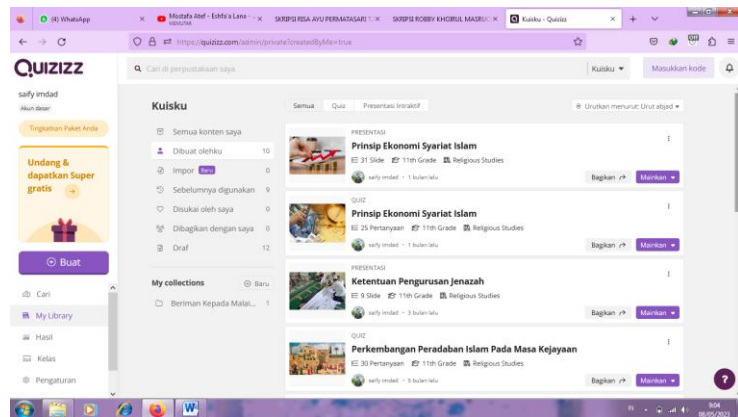 (4) WhatsApp
Mostafa Atef - Eshfa'a Lana -
SKRIPSI RISA AYU PERMATASARI
SKRIPSI ROBBY KHOIRUL
Kuisku - Quizizz
https://quizizz.com/admin/private?createdByMe=true
QUIZIZZ
Cari di perpustakaan saya
Kuisku
Masukkan kode
saify imdad
Akun dasar
Tingkatkan Paket Anda
Undang &
dapatkan Super
gratis
Buat
Cari
My Library
Hasil
Kelas
Pengaturan
Kuisku
Semua konten saya
Dibuat olehku 10
Impor Baru 0
Sebelumnya digunakan 9
Disukai oleh saya 0
Dibagikan dengan saya 0
Draf 12
My collections Baru
Beriman Kepada Malai... 1
Semua Quiz Presentasi Intraktif
Urutkan menurut: Urut abjad
PRESENTASI
Prinsip Ekonomi Syariat Islam
31 Slide 11th Grade Religious Studies
saify imdad - 1 bulan lalu
Bagikan Mainkan
QUIZ
Prinsip Ekonomi Syariat Islam
25 Pertanyaan 11th Grade Religious Studies
saify imdad - 1 bulan lalu
Bagikan Mainkan
PRESENTASI
Ketentuan Pengurusan Jenazah
9 Slide 11th Grade Religious Studies
saify imdad - 3 bulan lalu
Bagikan Mainkan
QUIZ
Perkembangan Peradaban Islam Pada Masa Kejayaan
30 Pertanyaan 11th Grade Religious Studies
saify imdad - 3 bulan lalu
Bagikan Mainkan
9:04
08/05/2023